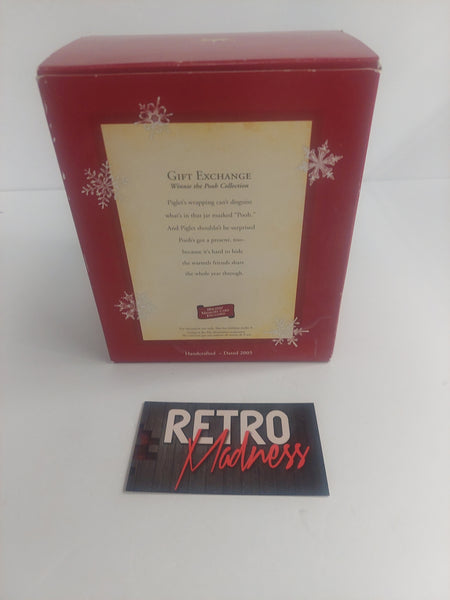 GIFT EXCHANGE
Winnie the Pooh Collection
Piglet's wrapping can't disguise
what's in that jar marked "Pooh."
And Piglet shouldn't be surprised
Pooh's got a present, too–
because it's hard to hide
the warmth friends share
the whole year through.
Handcrafted – Dated 2005
RETRO
Madness